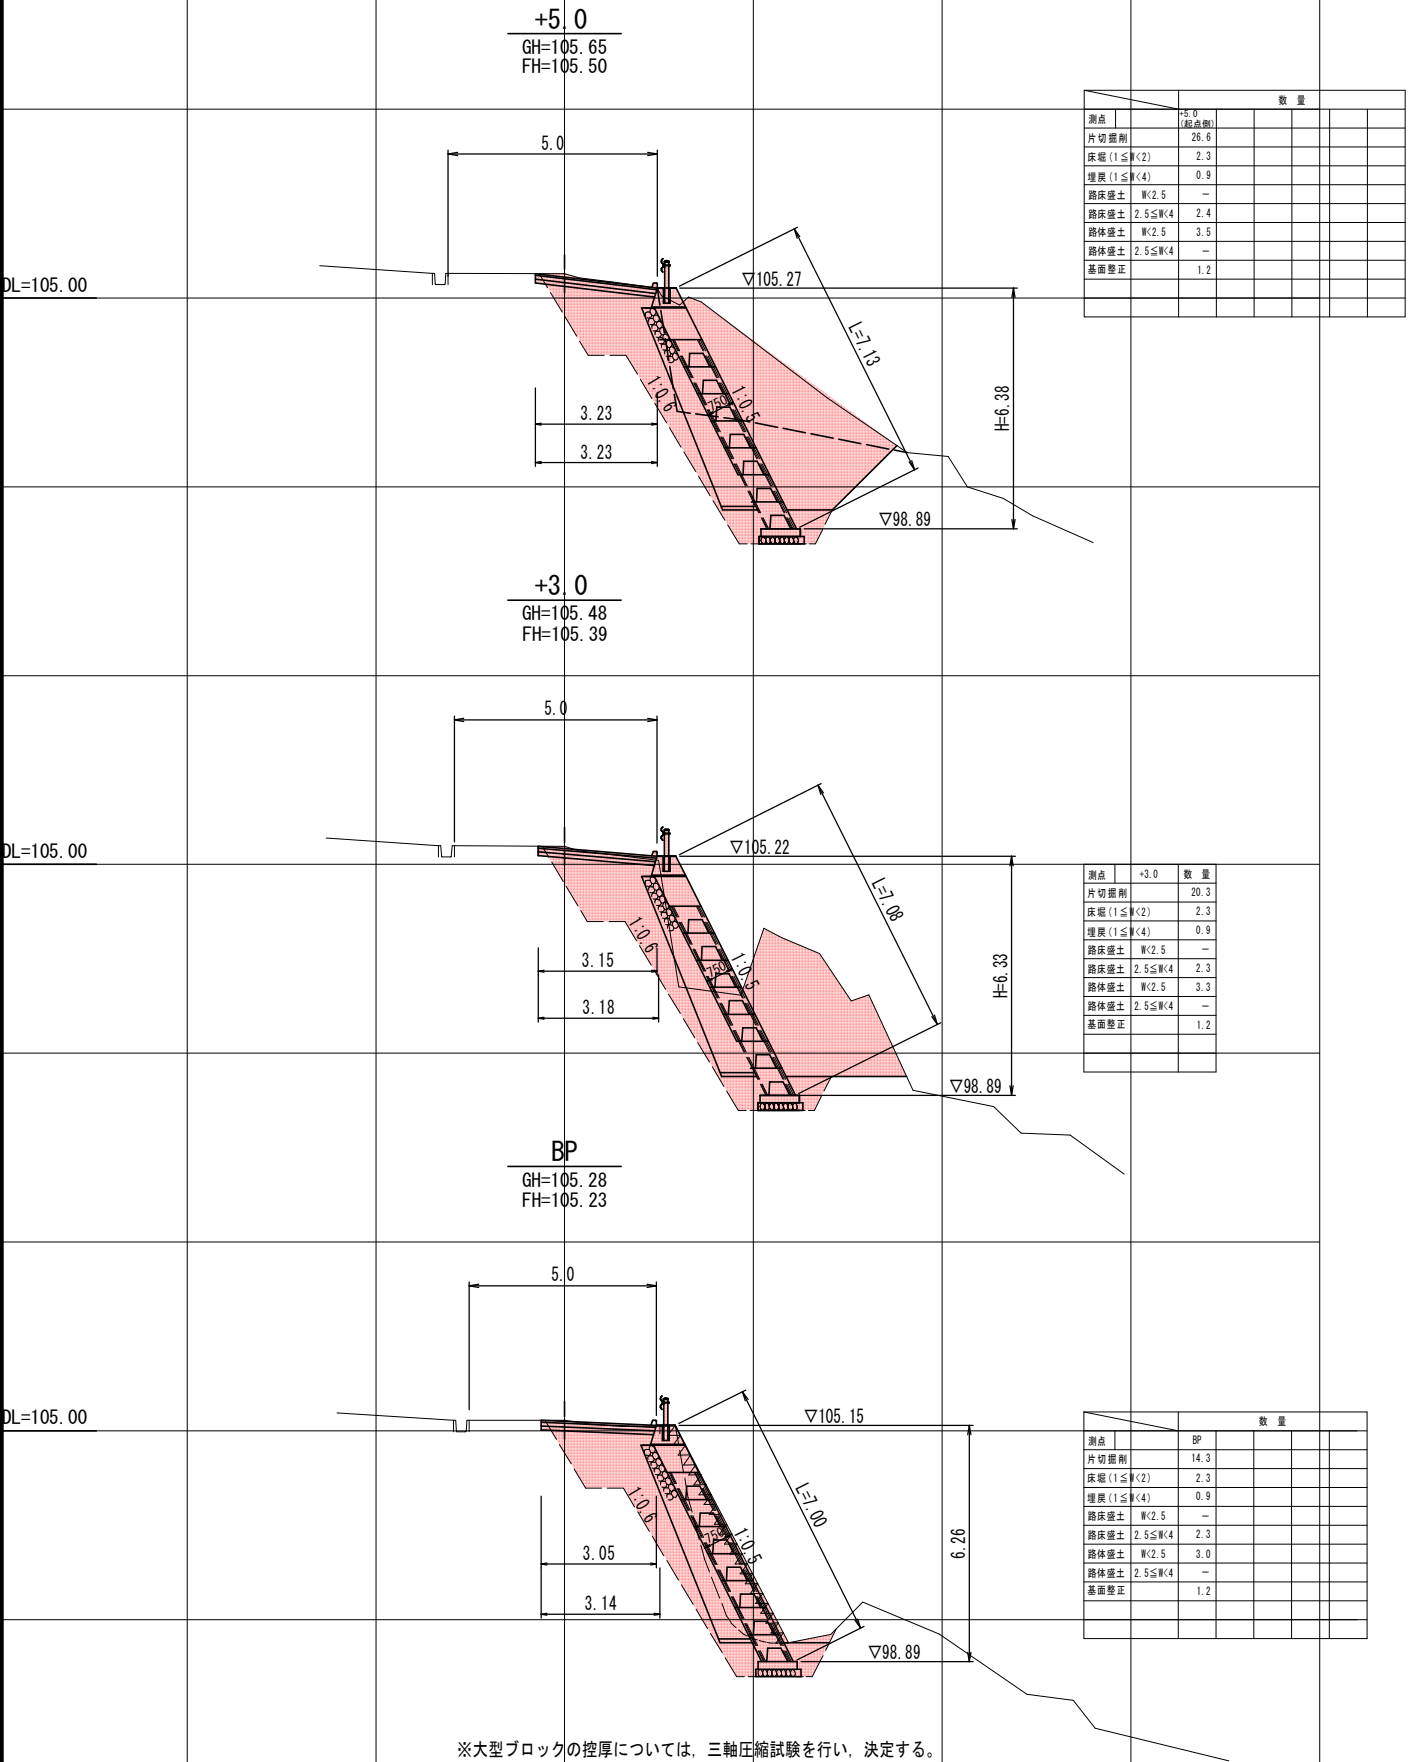 +5.0
GH=105.65
FH=105.50
5.0
DL=105.00
▽105.27
L=7.13
H=6.38
1:0.6
1:0.5
750
3.23
3.23
▽98.89
数 量
測点 +5.0 (起点側)
片切掘削 26.6
床堀(1≦W<2) 2.3
埋戻(1≦W<4) 0.9
路床盛土 W<2.5 −
路床盛土 2.5≦W<4 2.4
路体盛土 W<2.5 3.5
路体盛土 2.5≦W<4 −
基面整正 1.2
+3.0
GH=105.48
FH=105.39
5.0
DL=105.00
▽105.22
L=7.08
H=6.33
1:0.6
1:0.5
750
3.15
3.18
▽98.89
測点 +3.0 数 量
片切掘削 20.3
床堀(1≦W<2) 2.3
埋戻(1≦W<4) 0.9
路床盛土 W<2.5 −
路床盛土 2.5≦W<4 2.3
路体盛土 W<2.5 3.3
路体盛土 2.5≦W<4 −
基面整正 1.2
BP
GH=105.28
FH=105.23
5.0
DL=105.00
▽105.15
L=7.00
6.26
1:0.6
1:0.5
750
3.05
3.14
▽98.89
数 量
測点 BP
片切掘削 14.3
床堀(1≦W<2) 2.3
埋戻(1≦W<4) 0.9
路床盛土 W<2.5 −
路床盛土 2.5≦W<4 2.3
路体盛土 W<2.5 3.0
路体盛土 2.5≦W<4 −
基面整正 1.2
※大型ブロックの控厚については，三軸圧縮試験を行い，決定する。